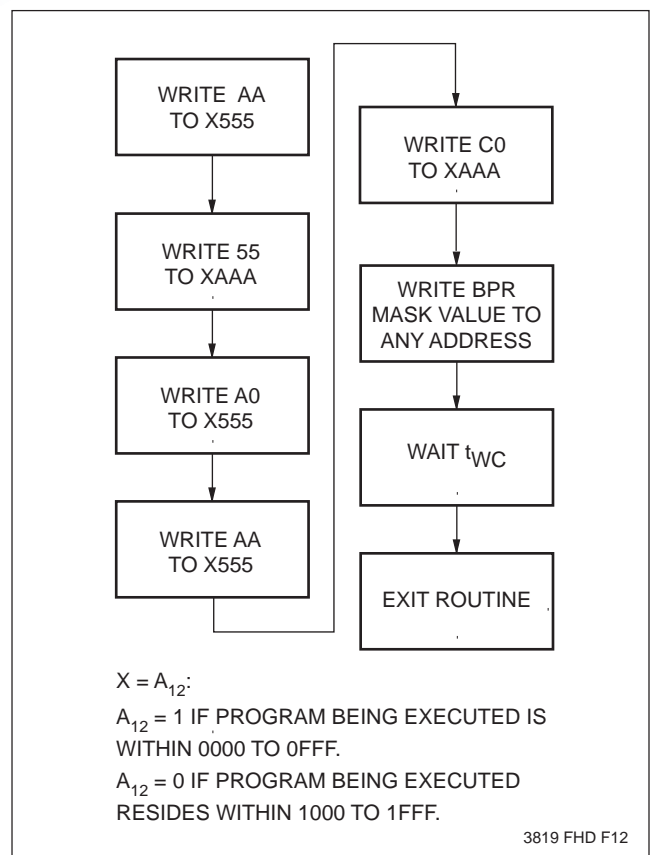 WRITE AA
TO X555
WRITE 55
TO XAAA
WRITE A0
TO X555
WRITE AA
TO X555
WRITE C0
TO XAAA
WRITE BPR
MASK VALUE TO
ANY ADDRESS
WAIT tWC
EXIT ROUTINE
X = A12:
A12 = 1 IF PROGRAM BEING EXECUTED IS
WITHIN 0000 TO 0FFF.
A12 = 0 IF PROGRAM BEING EXECUTED
RESIDES WITHIN 1000 TO 1FFF.
3819 FHD F12